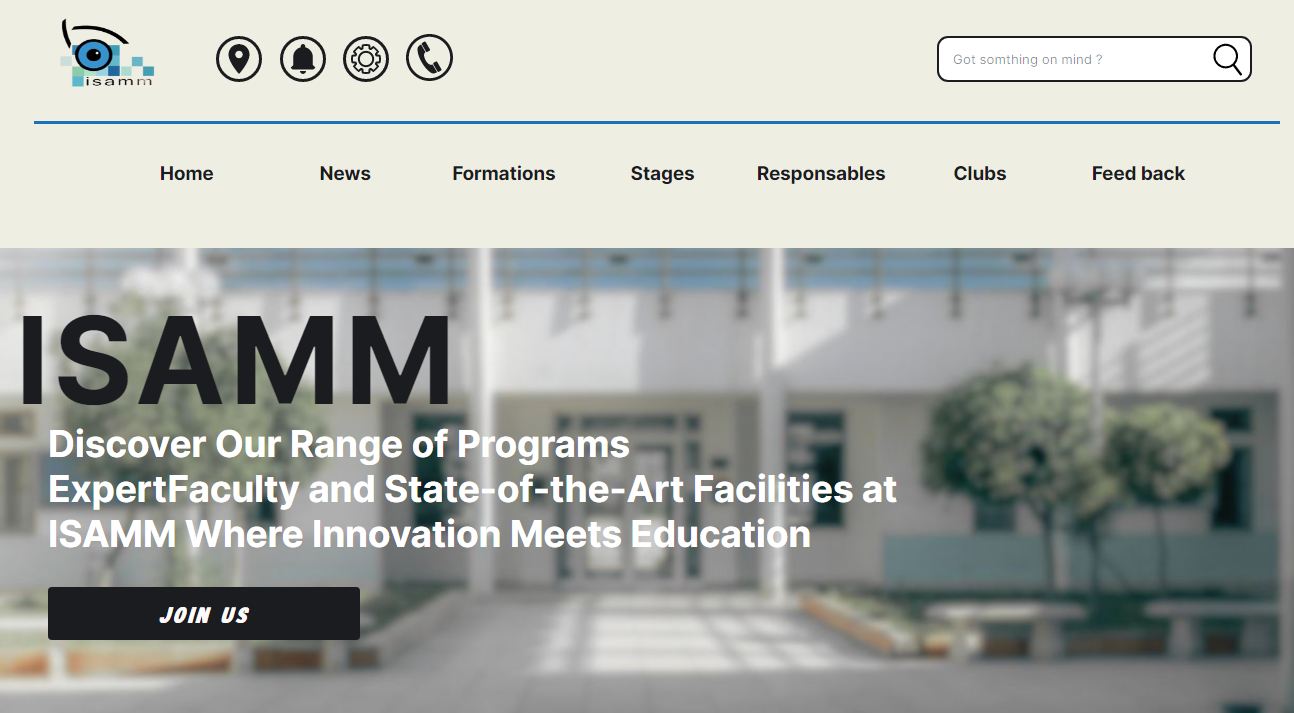 isamm
Got somthing on mind ?
Home News Formations Stages Responsables Clubs Feed back
ISAMM
Discover Our Range of Programs
ExpertFaculty and State-of-the-Art Facilities at
ISAMM Where Innovation Meets Education
JOIN US